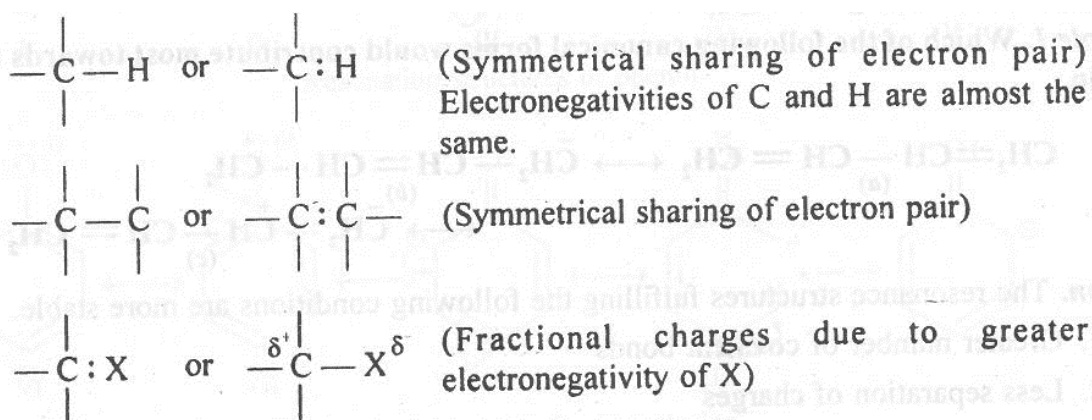 —C—H or —C:H (Symmetrical sharing of electron pair)
Electronegativities of C and H are almost the
same.
—C—C or —C:C— (Symmetrical sharing of electron pair)
—C:X or δ+ —C—X δ- (Fractional charges due to greater
electronegativity of X)